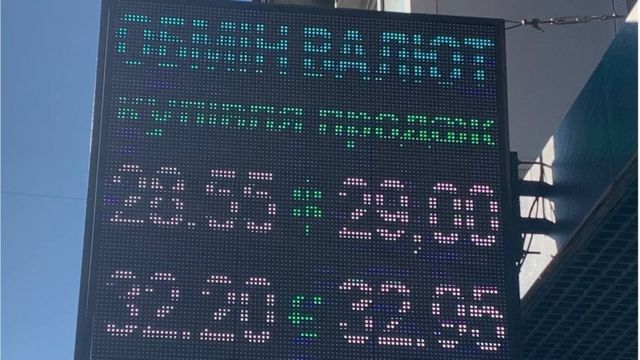 ОБМІН ВАЛЮТ
купівля продаж
28.55 $ 29,00
32.20 € 32.95